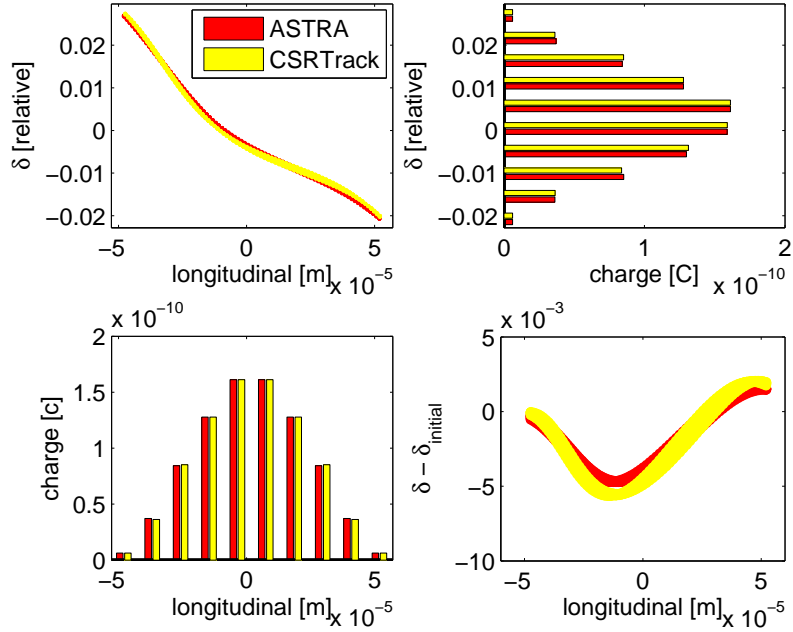 ASTRA
CSRTrack
0.02
0.01
0
−0.01
−0.02
δ [relative]
−5 0 5
longitudinal [m]
x 10⁻⁵
0.02
0.01
0
−0.01
−0.02
δ [relative]
0 1 2
charge [C]
x 10⁻¹⁰
x 10⁻¹⁰
2
1.5
1
0.5
0
charge [c]
−5 0 5
longitudinal [m]
x 10⁻⁵
x 10⁻³
5
0
−5
−10
δ − δinitial
−5 0 5
longitudinal [m]
x 10⁻⁵